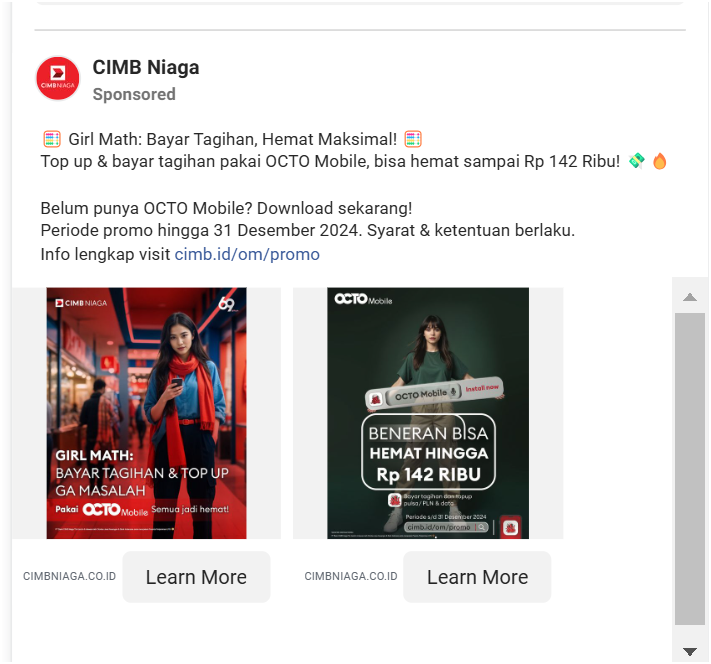 CIMB NIAGA
CIMB Niaga
Sponsored
Girl Math: Bayar Tagihan, Hemat Maksimal!
Top up & bayar tagihan pakai OCTO Mobile, bisa hemat sampai Rp 142 Ribu! 💸 🔥
Belum punya OCTO Mobile? Download sekarang!
Periode promo hingga 31 Desember 2024. Syarat & ketentuan berlaku.
Info lengkap visit cimb.id/om/promo
CIMB NIAGA
69
GIRL MATH:
BAYAR TAGIHAN & TOP UP
GA MASALAH
Pakai OCTO Mobile Semua jadi hemat!
OCTO Mobile
OCTO Mobile
Install now
BENERAN BISA
HEMAT HINGGA
Rp 142 RIBU
Bayar tagihan dan topup
pulsa/ PLN & data
Periode s/d 31 Desember 2024
cimb.id/om/promo
CIMBNIAGA.CO.ID
Learn More
CIMBNIAGA.CO.ID
Learn More